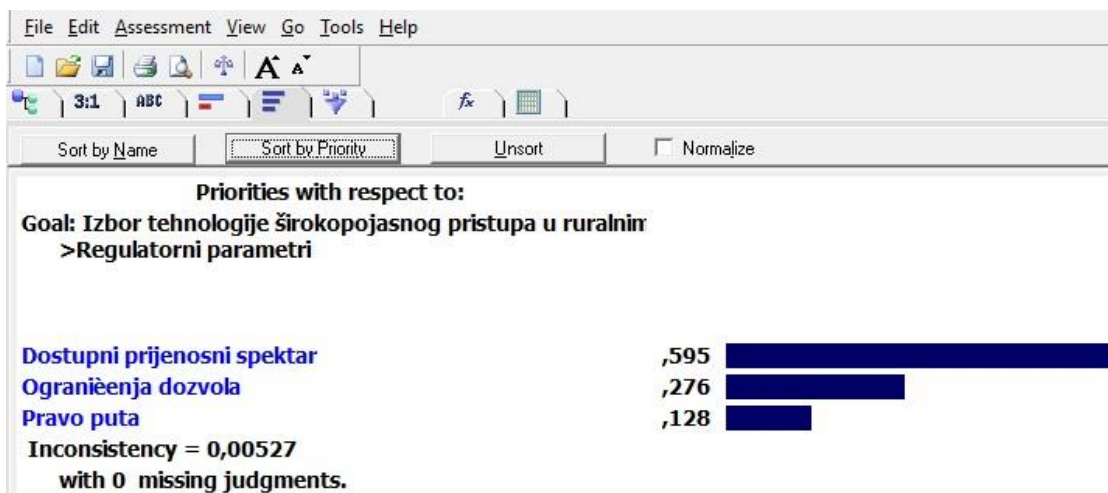 File Edit Assessment View Go Tools Help
A A
3:1 ABC fx
Sort by Name Sort by Priority Unsort Normalize
Priorities with respect to:
Goal: Izbor tehnologije širokopojasnog pristupa u ruralnim
>Regulatorni parametri
Dostupni prijenosni spektar ,595
Ogranièenja dozvola ,276
Pravo puta ,128
Inconsistency = 0,00527
with 0 missing judgments.